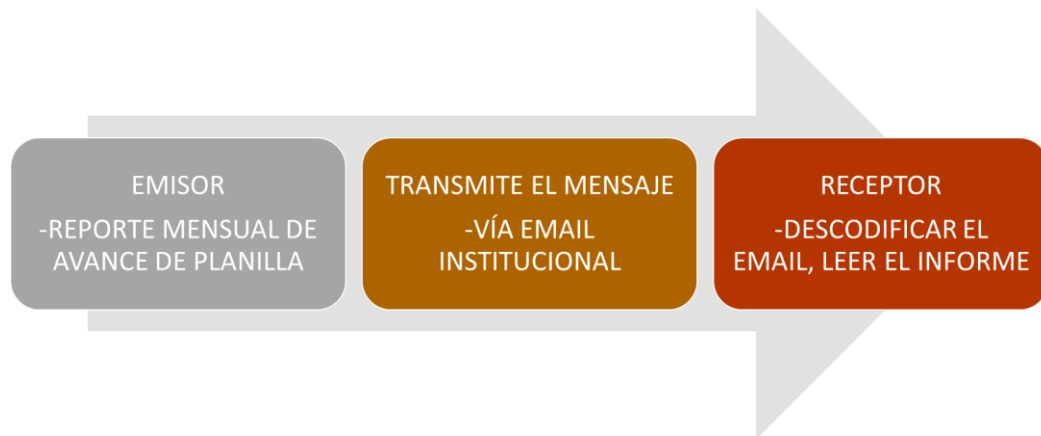 EMISOR
-REPORTE MENSUAL DE
AVANCE DE PLANILLA
TRANSMITE EL MENSAJE
-VÍA EMAIL
INSTITUCIONAL
RECEPTOR
-DESCODIFICAR EL
EMAIL, LEER EL INFORME